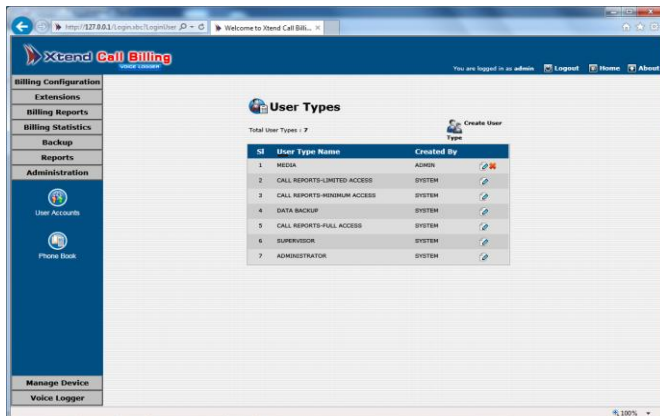 http://127.0.0.1/Login.xbc?LoginUser
Welcome to Xtend Call Billi...
Xtend Call Billing
VOICE LOGGER
You are logged in as admin Logout Home About
Billing Configuration
Extensions
Billing Reports
Billing Statistics
Backup
Reports
Administration
User Accounts
Phone Book
Manage Device
Voice Logger
User Types
Total User Types : 7
Create User Type
Sl User Type Name Created By
1 MEDIA ADMIN
2 CALL REPORTS-LIMITED ACCESS SYSTEM
3 CALL REPORTS-MINIMUM ACCESS SYSTEM
4 DATA BACKUP SYSTEM
5 CALL REPORTS-FULL ACCESS SYSTEM
6 SUPERVISOR SYSTEM
7 ADMINISTRATOR SYSTEM
100%